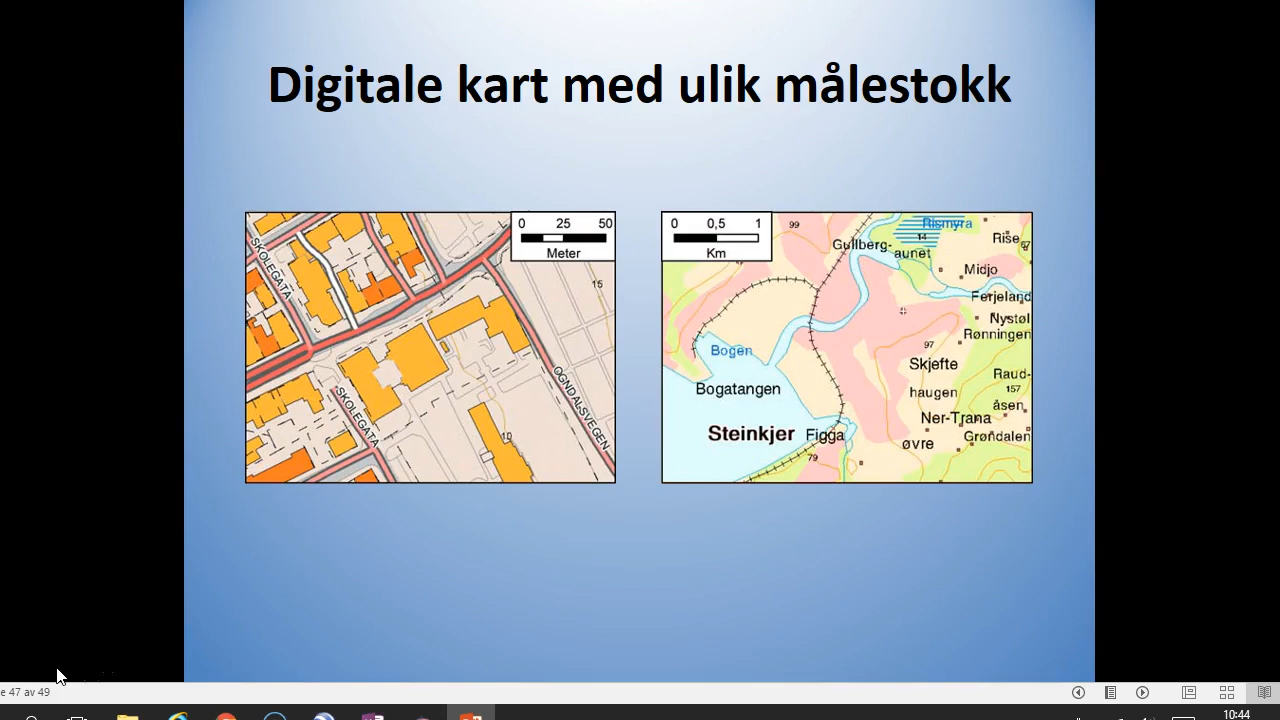 Digitale kart med ulik målestokk
0 25 50
Meter
SKOLEGATA
15
OGNDALSVEGEN
SKOLEGATA
10
0 0,5 1
Km
99
Rismyra
14
Gullberg-
aunet
Rise
67
Midjo
Ferjeland
Nystøl
Rønningen
97
Bogen
Skjefte
haugen
Raud-
157
åsen
Bogatangen
Ner-Trana
øvre
Grøndalen
Steinkjer
Figga
79
e 47 av 49
10:44